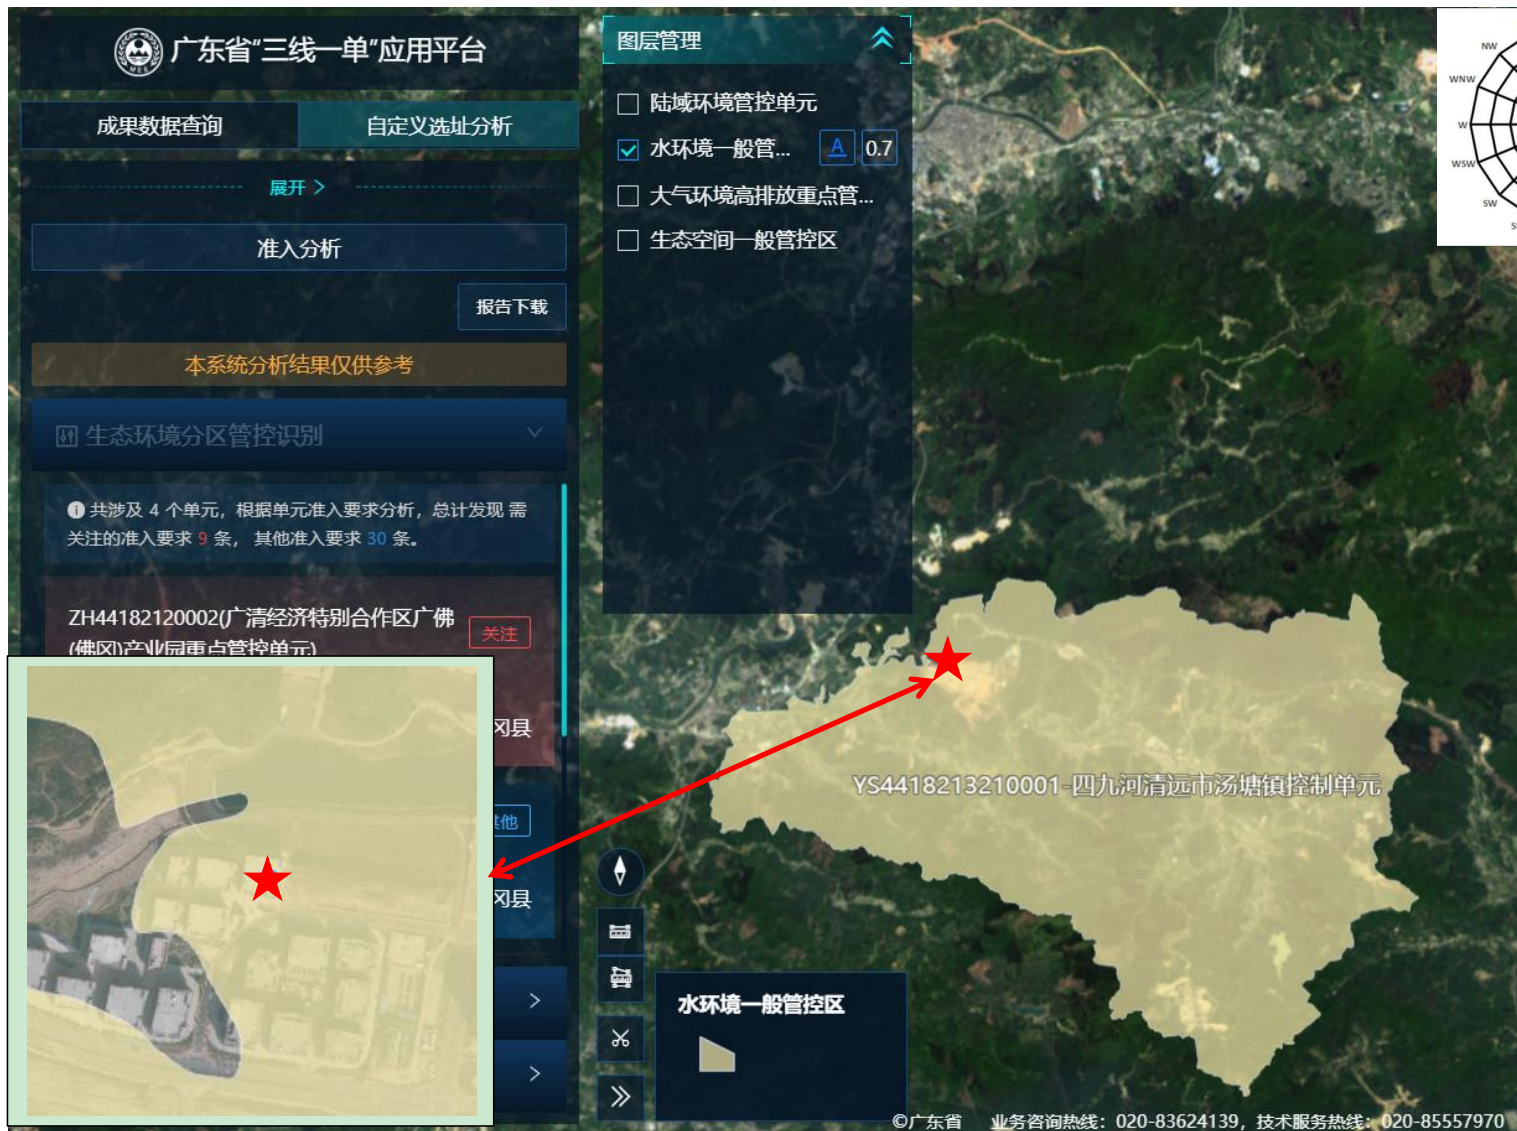 广东省“三线一单”应用平台
成果数据查询
自定义选址分析
展开 >
准入分析
报告下载
本系统分析结果仅供参考
生态环境分区管控识别
共涉及 4 个单元，根据单元准入要求分析，总计发现 需
关注的准入要求 9 条， 其他准入要求 30 条。
ZH44182120002(广清经济特别合作区广佛
(佛冈)产业园重点管控单元)
关注
冈县
其他
冈县
图层管理
陆域环境管控单元
水环境一般管...
A
0.7
大气环境高排放重点管...
生态空间一般管控区
NW
WNW
W
WSW
SW
YS4418213210001-四九河清远市汤塘镇控制单元
水环境一般管控区
©广东省 业务咨询热线：020-83624139，技术服务热线：020-85557970